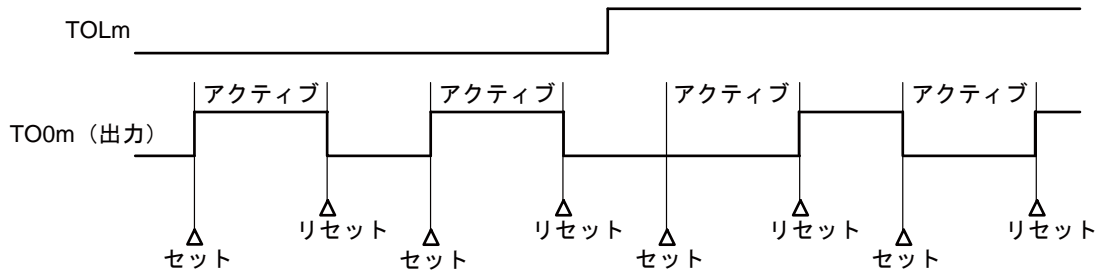 TOLm
アクティブ アクティブ アクティブ アクティブ
TO0m（出力）
リセット リセット リセット リセット
セット セット セット セット